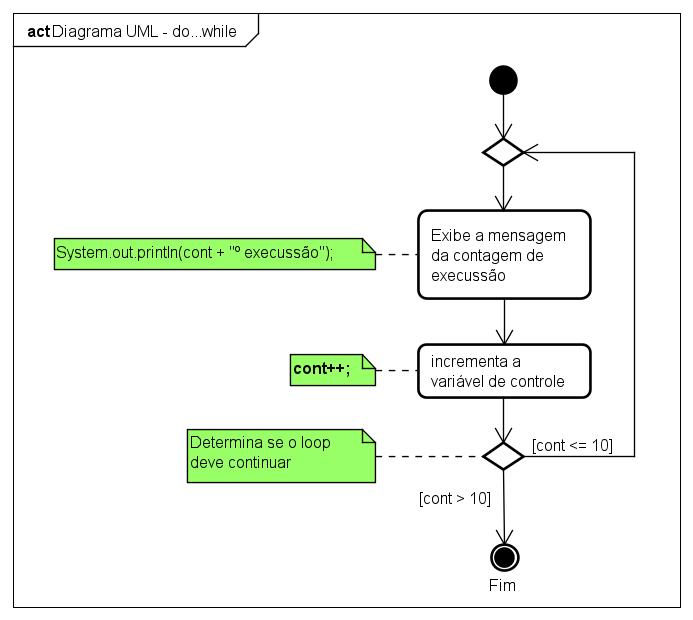 act Diagrama UML - do...while
Exibe a mensagem
da contagem de
execussão
System.out.println(cont + "º execussão");
incrementa a
variável de controle
cont++;
Determina se o loop
deve continuar
[cont <= 10]
[cont > 10]
Fim